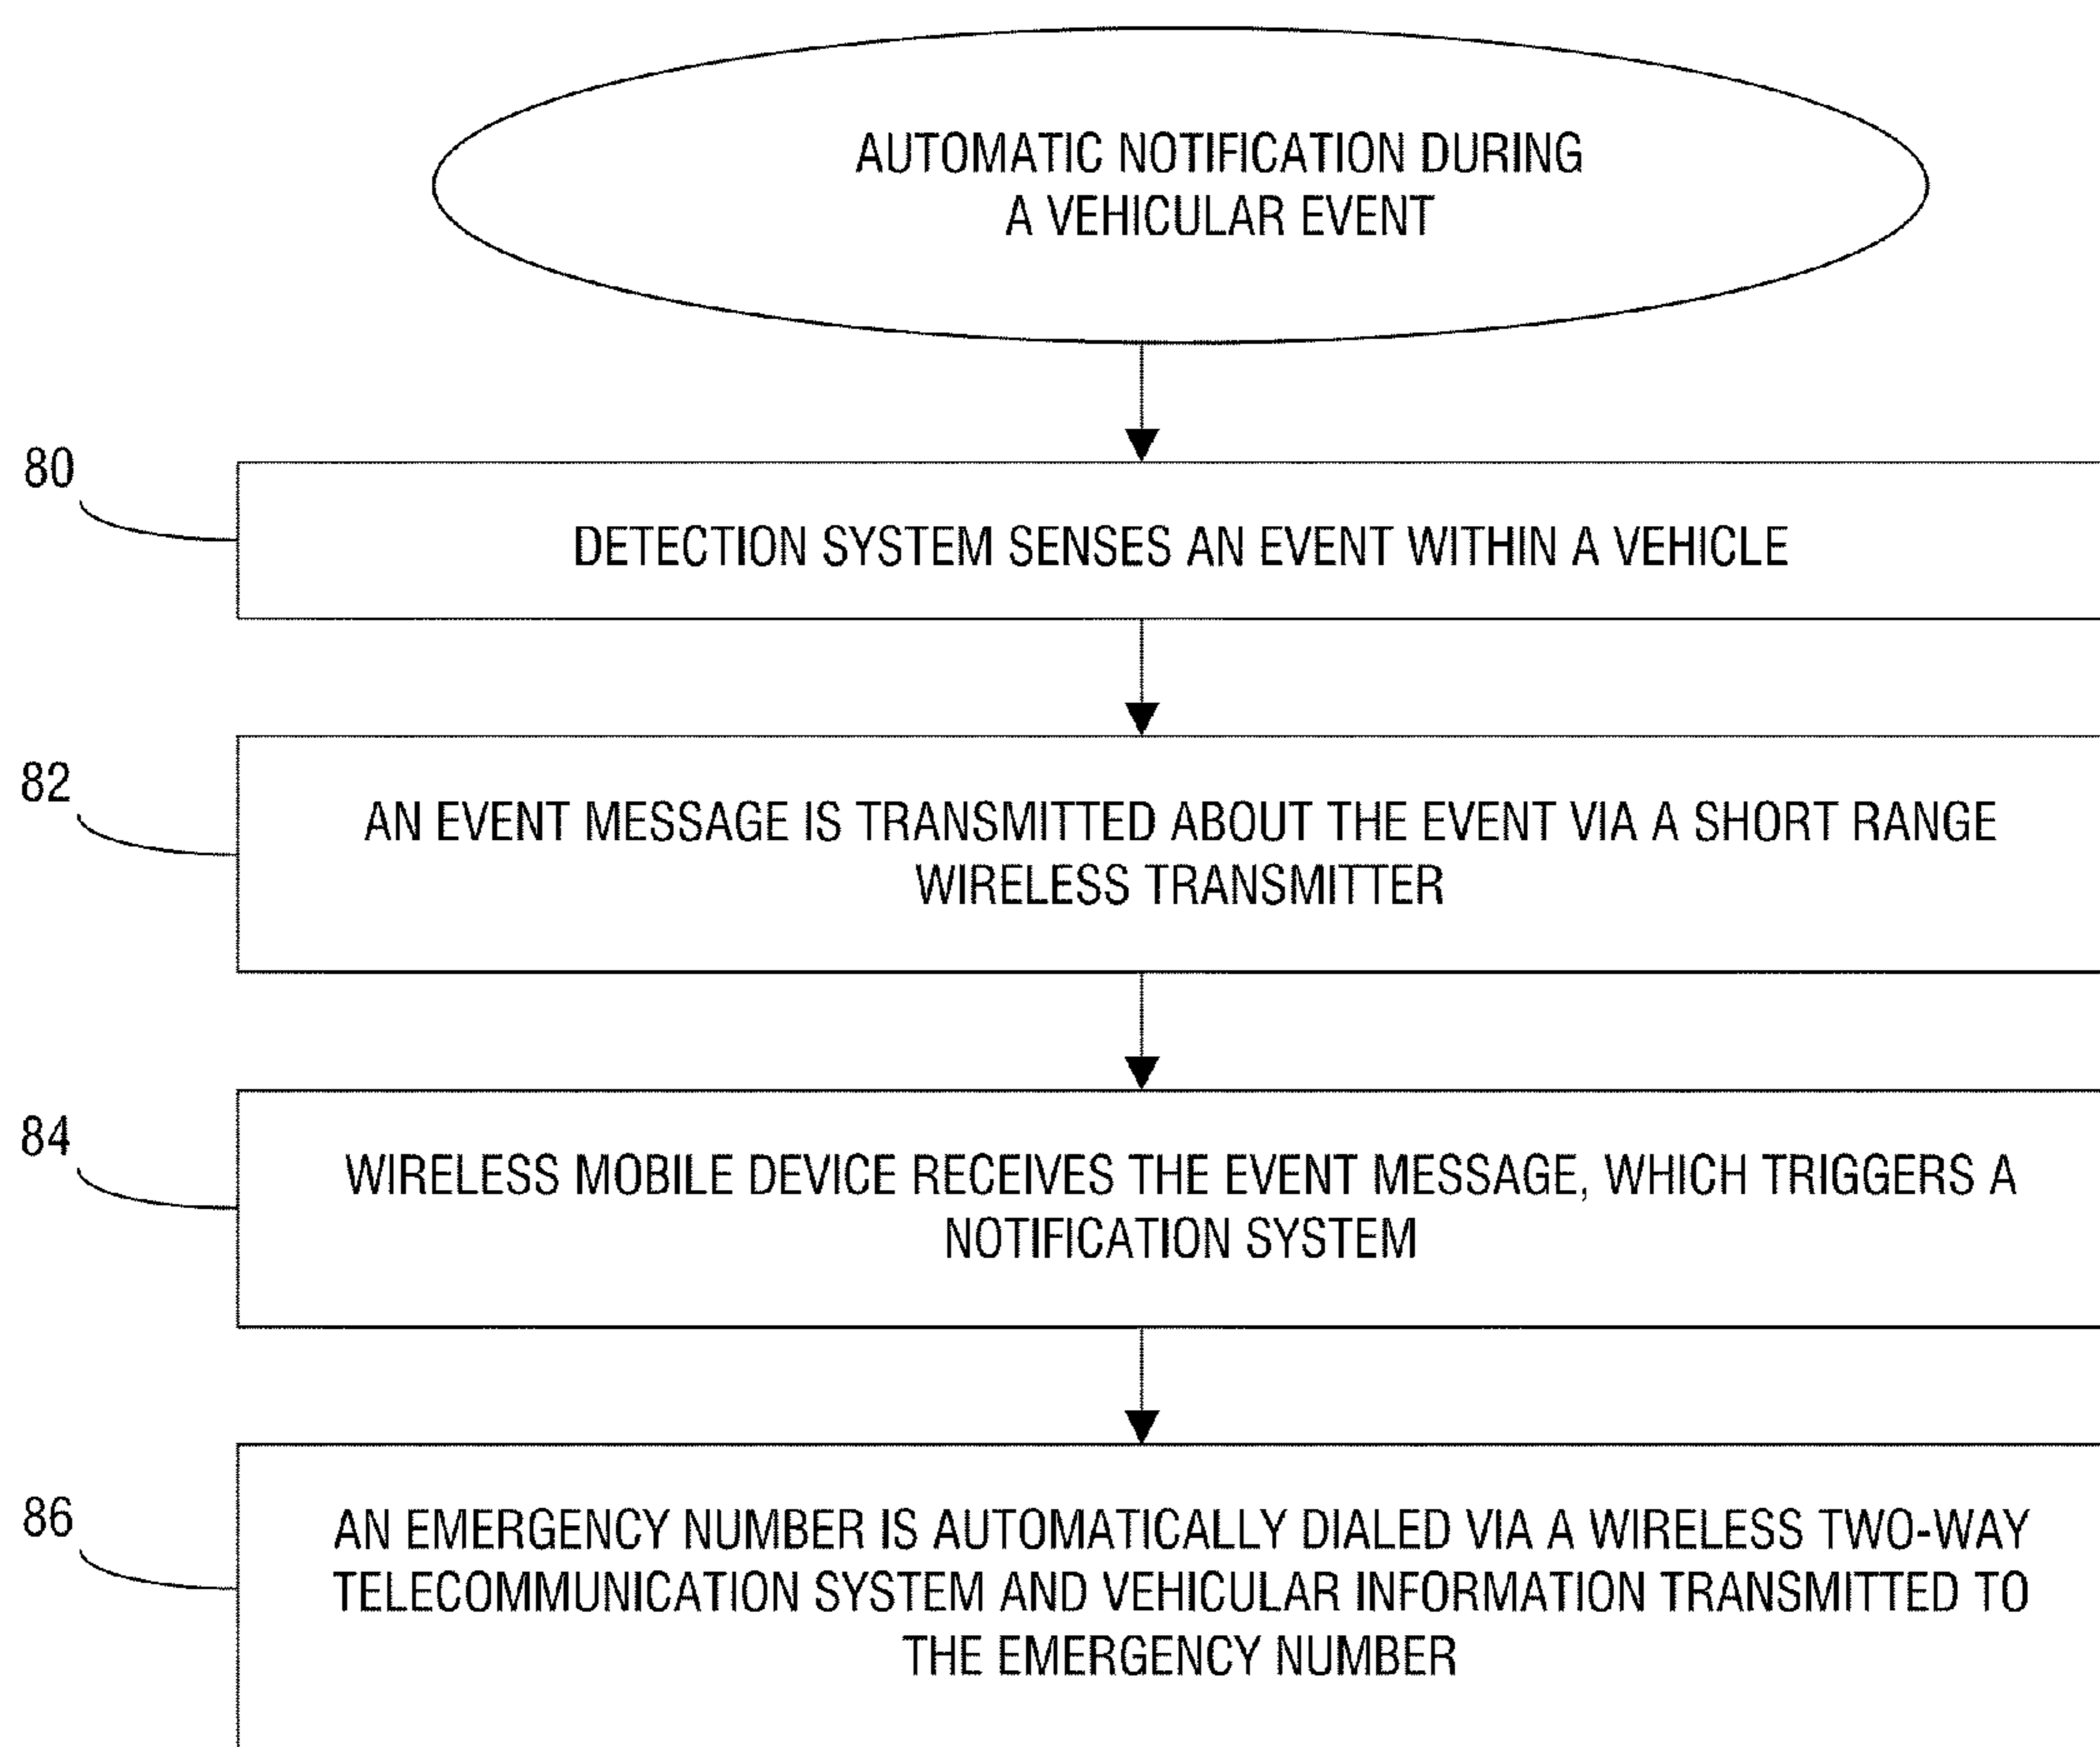 AUTOMATIC NOTIFICATION DURING
A VEHICULAR EVENT
80
DETECTION SYSTEM SENSES AN EVENT WITHIN A VEHICLE
82
AN EVENT MESSAGE IS TRANSMITTED ABOUT THE EVENT VIA A SHORT RANGE
WIRELESS TRANSMITTER
84
WIRELESS MOBILE DEVICE RECEIVES THE EVENT MESSAGE, WHICH TRIGGERS A
NOTIFICATION SYSTEM
86
AN EMERGENCY NUMBER IS AUTOMATICALLY DIALED VIA A WIRELESS TWO-WAY
TELECOMMUNICATION SYSTEM AND VEHICULAR INFORMATION TRANSMITTED TO
THE EMERGENCY NUMBER